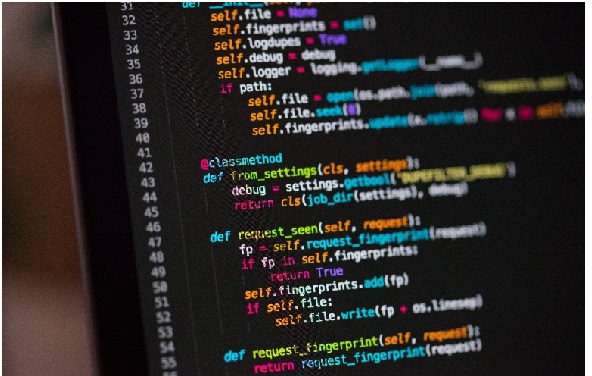 31 def __init__(self,
32 self.file = None
33 self.fingerprints = set()
34 self.logdupes = True
35 self.debug = debug
36 self.logger = logging.getLogger(__name__)
37 if path:
38 self.file = open(os.path.join(path, 'requests.seen'),
39 self.file.seek(0)
40 self.fingerprints.update(x.rstrip() for x in self.file
41
42 @classmethod
43 def from_settings(cls, settings):
44 debug = settings.getbool('DUPEFILTER_DEBUG')
45 return cls(job_dir(settings), debug)
46
47 def request_seen(self, request):
48 fp = self.request_fingerprint(request)
49 if fp in self.fingerprints:
50 return True
51 self.fingerprints.add(fp)
52 if self.file:
53 self.file.write(fp + os.linesep)
54
55 def request_fingerprint(self, request):
return request_fingerprint(request)